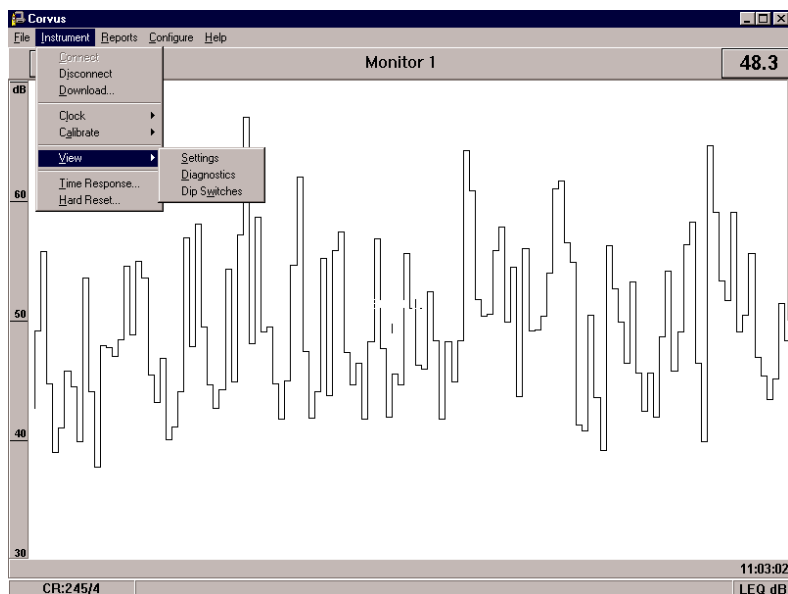 Corvus
File Instrument Reports Configure Help
Monitor 1
48.3
Connect
Disconnect
Download...
Clock
Calibrate
View
Settings
Diagnostics
Dip Switches
Time Response...
Hard Reset...
dB
60
50
40
30
11:03:02
CR:245/4
LEQ dB